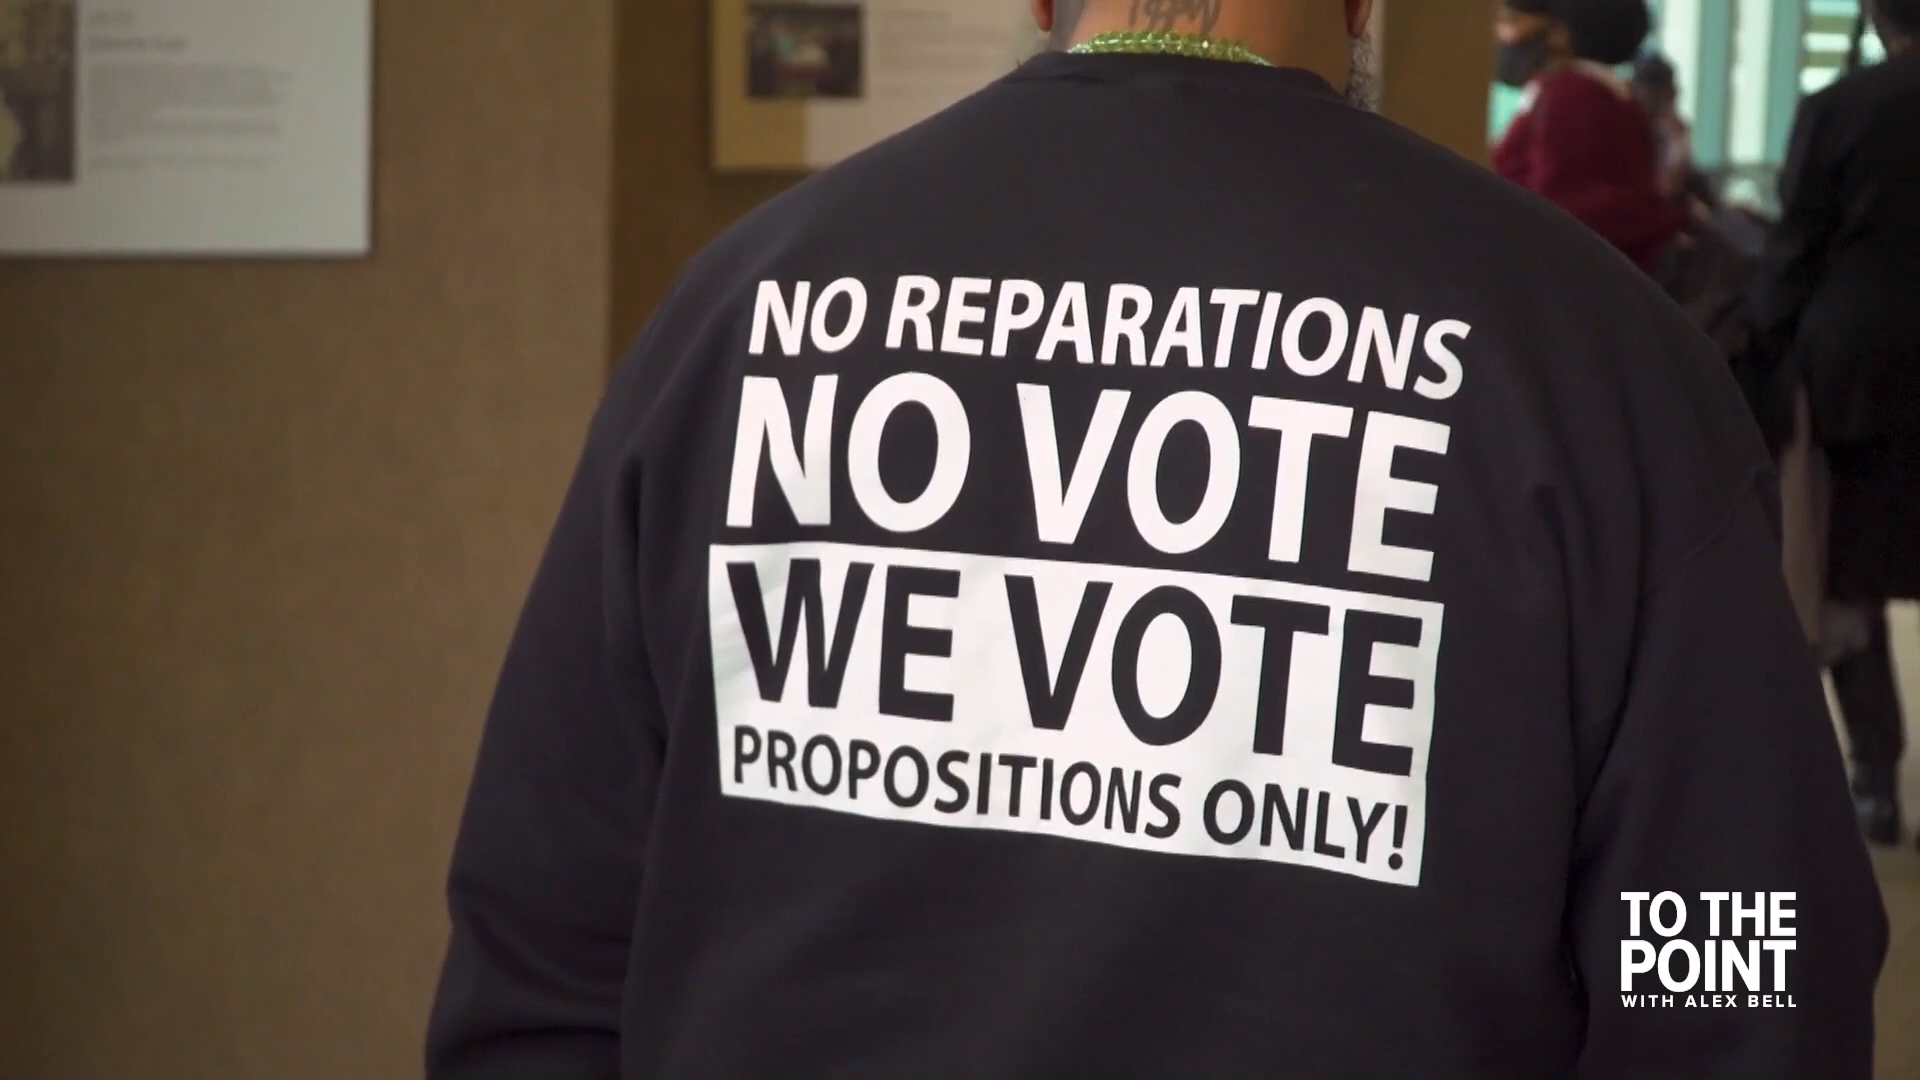 NO REPARATIONS
NO VOTE
WE VOTE
PROPOSITIONS ONLY!
TO THE
POINT
WITH ALEX BELL